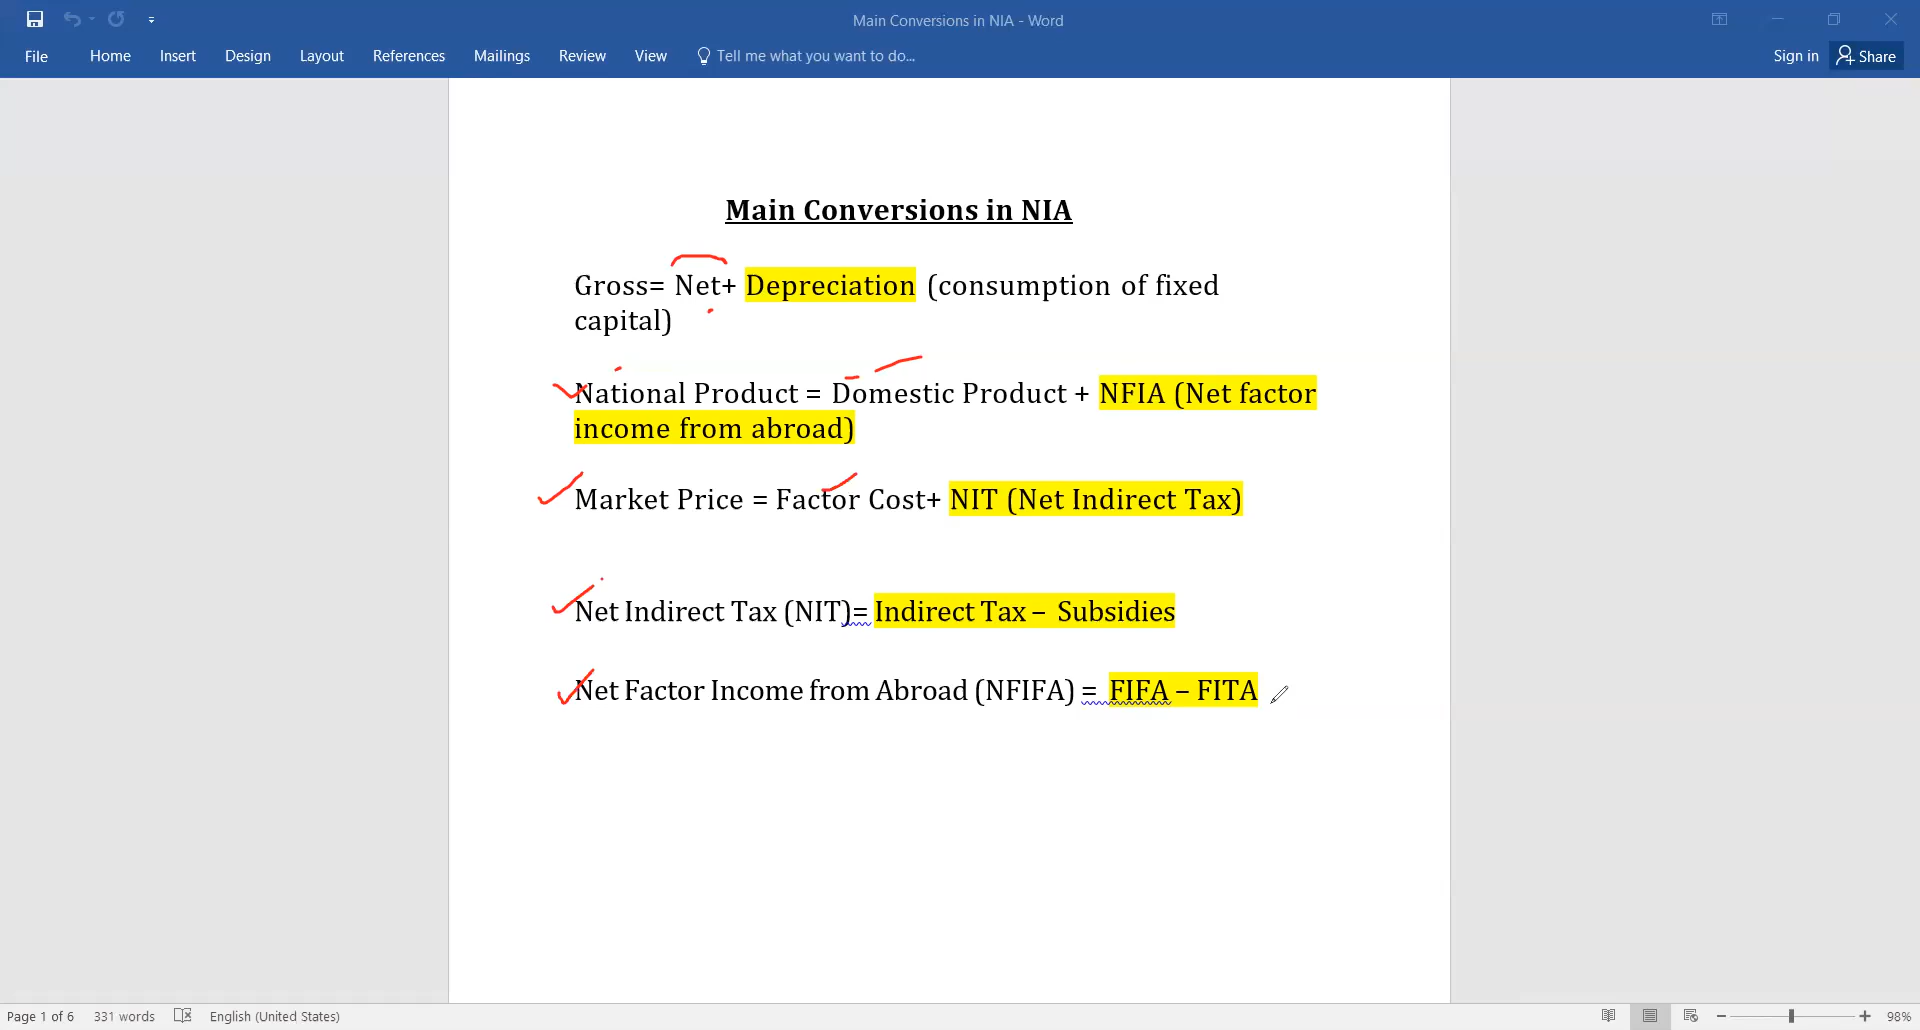 Main Conversions in NIA - Word
File Home Insert Design Layout References Mailings Review View Tell me what you want to do... Sign in Share
Main Conversions in NIA
Gross= Net+ Depreciation (consumption of fixed
capital)
National Product = Domestic Product + NFIA (Net factor
income from abroad)
Market Price = Factor Cost+ NIT (Net Indirect Tax)
Net Indirect Tax (NIT)= Indirect Tax – Subsidies
Net Factor Income from Abroad (NFIFA) = FIFA – FITA
Page 1 of 6 331 words English (United States) 98%